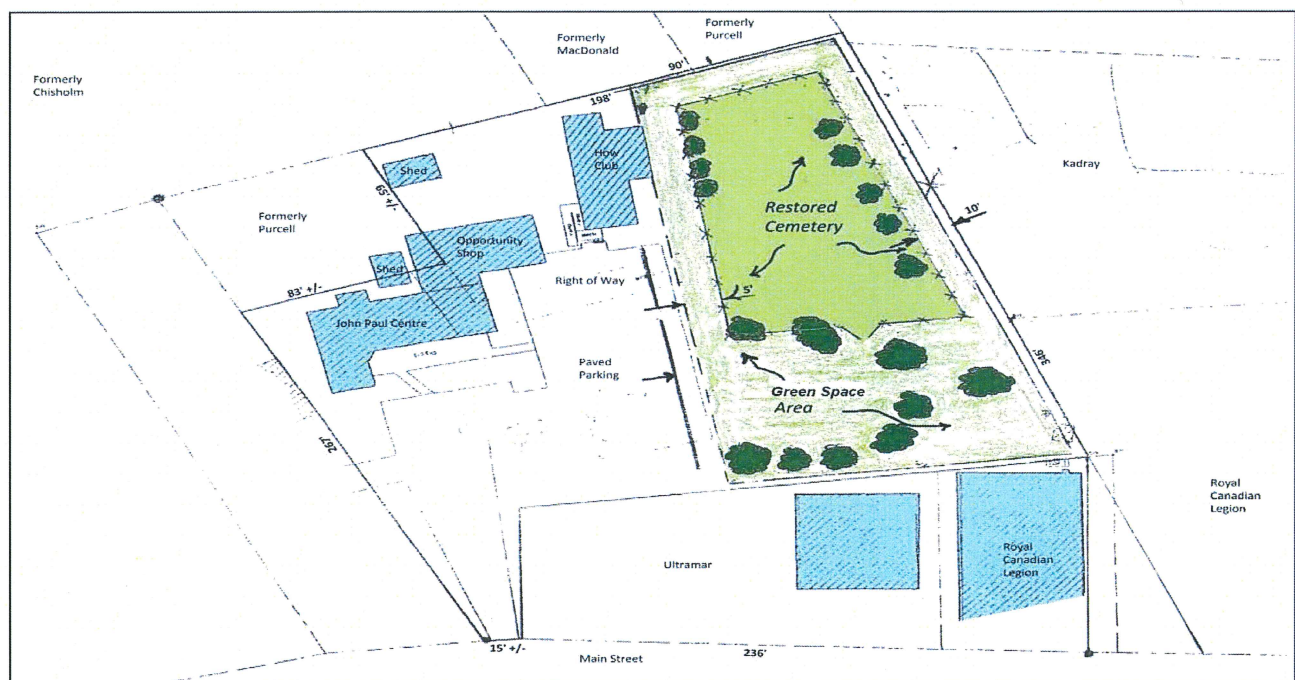 Formerly
Purcell
Formerly
MacDonald
90'
Formerly
Chisholm
198'
How
Club
Kadray
Shed
59' +/-
10'
Restored
Cemetery
Formerly
Purcell
Opportunity
Shop
Shed
Right of Way
83' +/-
5'
John Paul Centre
346'
Paved
Parking
Green Space
Area
267'
Royal
Canadian
Legion
Royal
Canadian
Legion
Ultramar
15' +/-
236'
Main Street